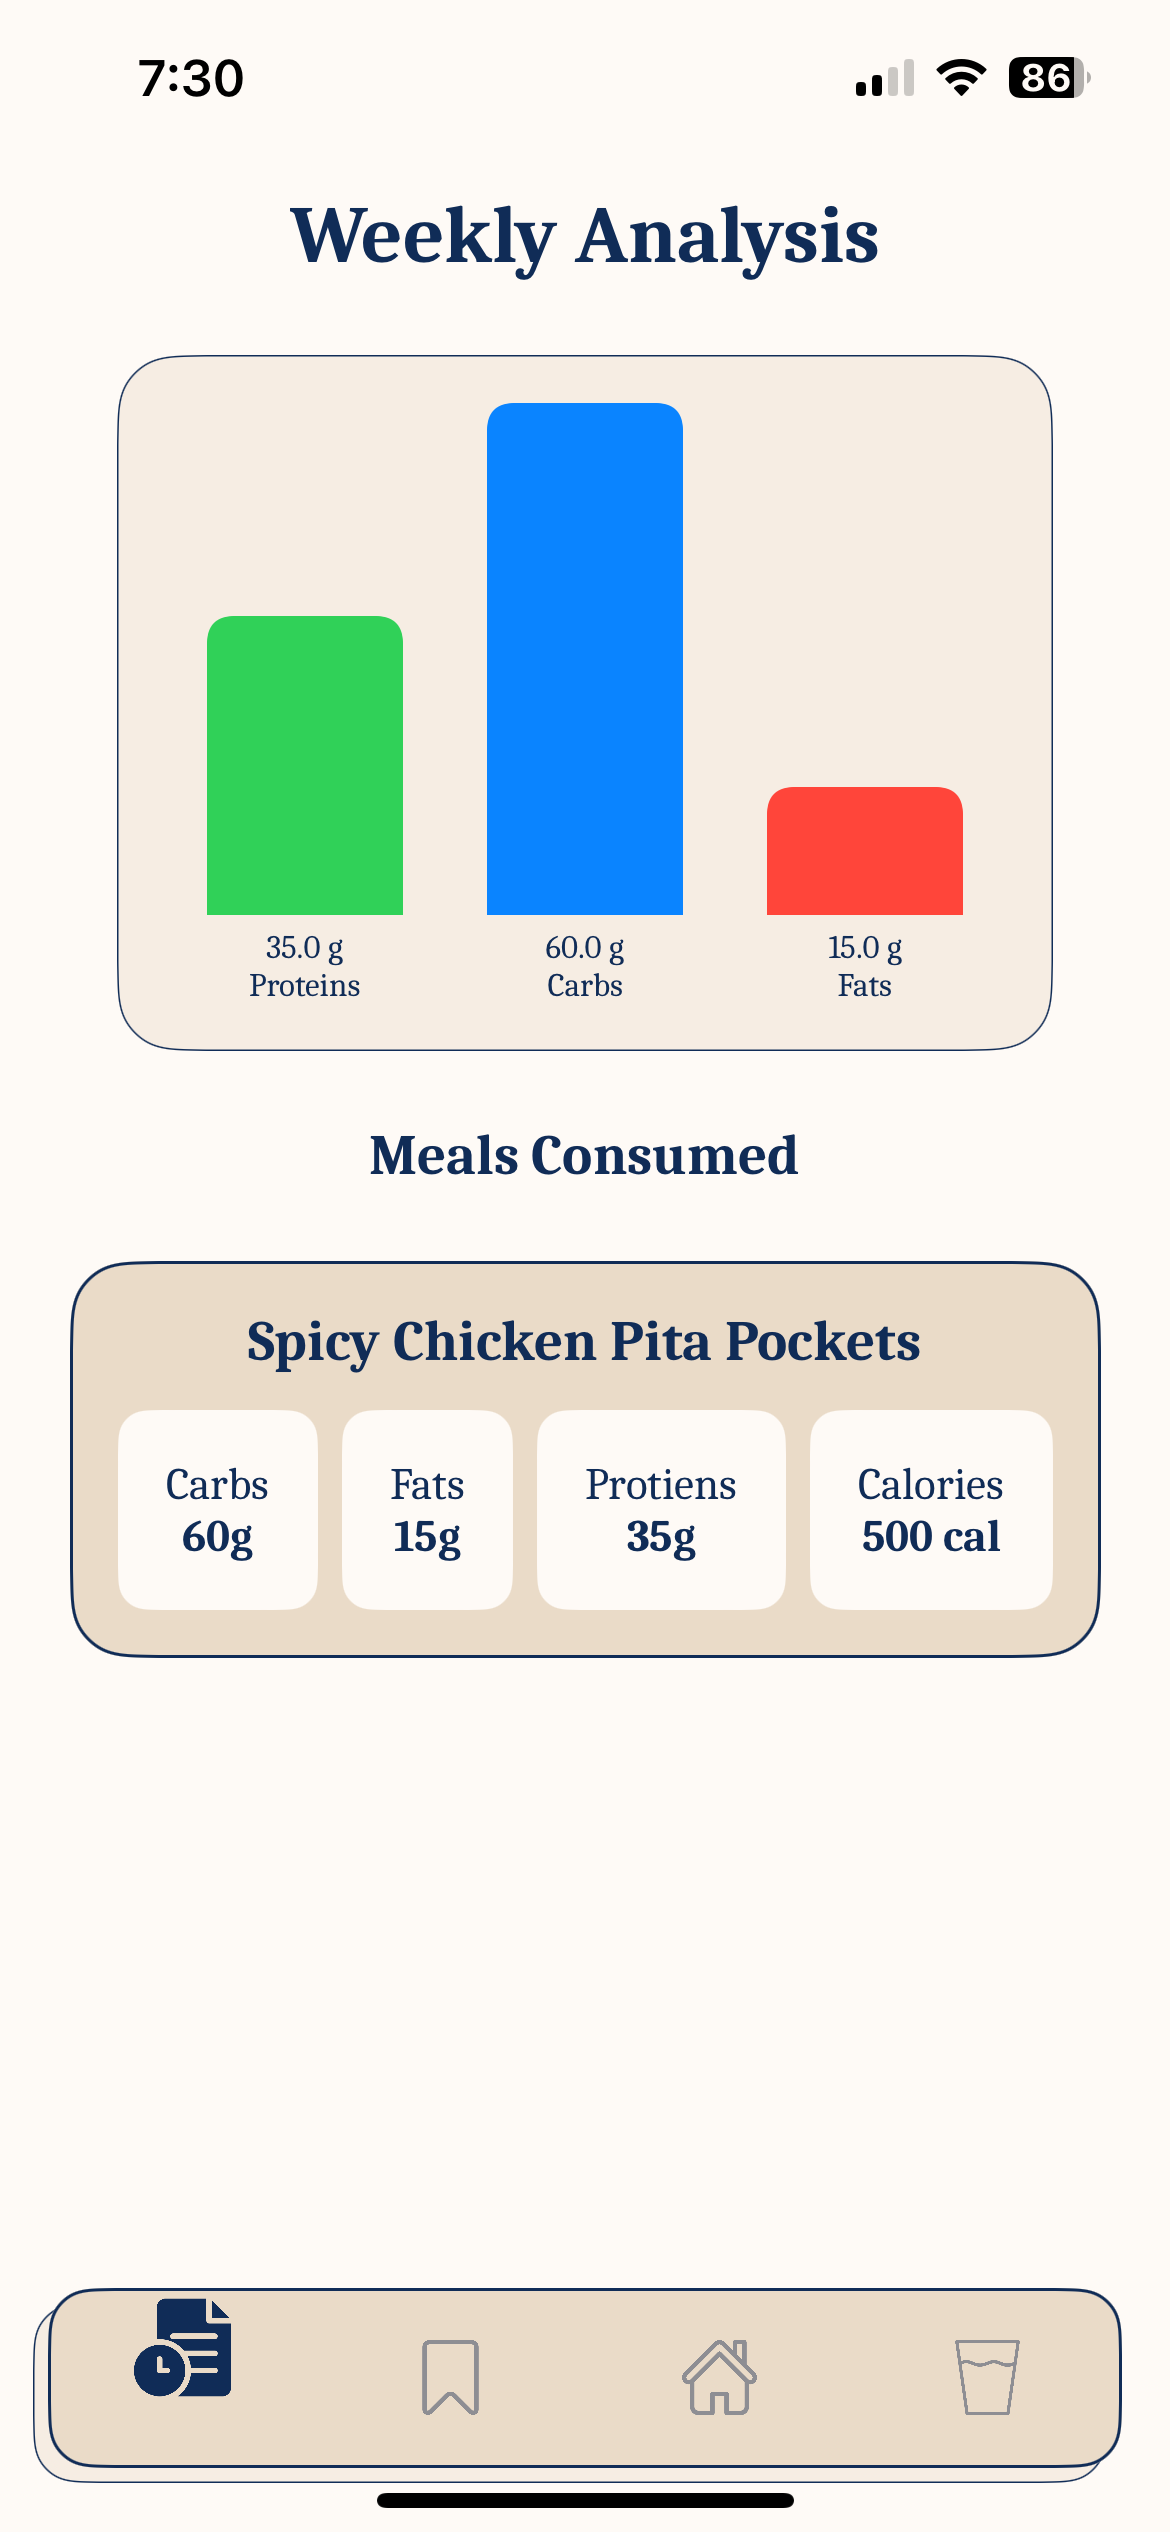 7:30
86
Weekly Analysis
35.0 g
Proteins
60.0 g
Carbs
15.0 g
Fats
Meals Consumed
Spicy Chicken Pita Pockets
Carbs
60g
Fats
15g
Protiens
35g
Calories
500 cal